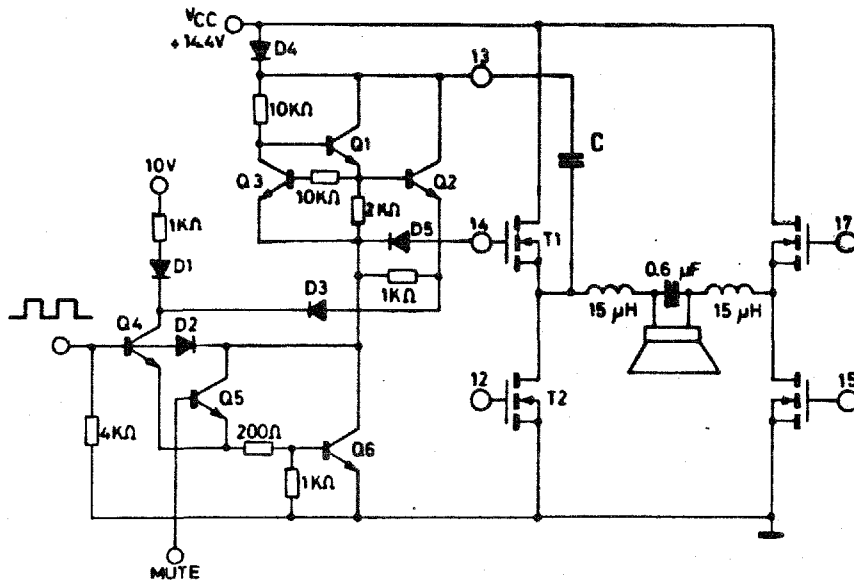 VCC
+14.4V
D4
13
10KΩ
Q1
C
10V
Q3
10KΩ
Q2
2KΩ
1KΩ
D5
14
T1
17
D1
1KΩ
0.6 µF
D3
15 µH
15 µH
Q4
D2
12
T2
15
Q5
4KΩ
200Ω
Q6
1KΩ
MUTE